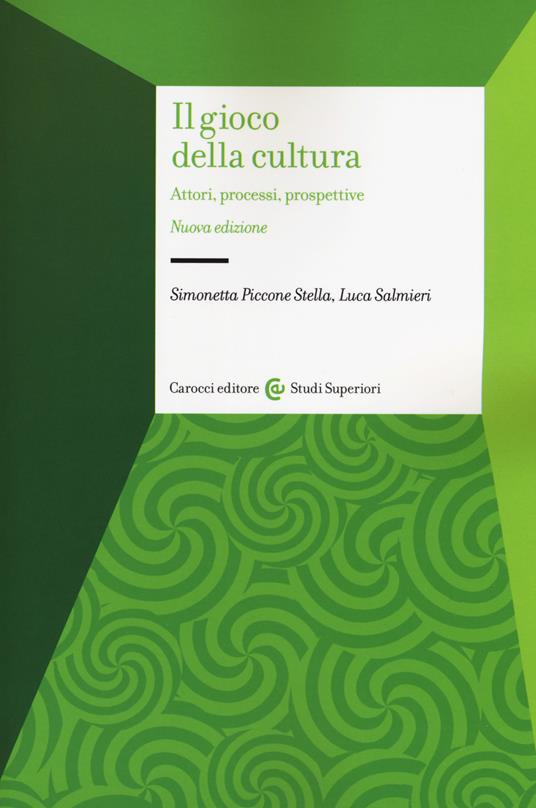 Il gioco
della cultura
Attori, processi, prospettive
Nuova edizione
Simonetta Piccone Stella, Luca Salmieri
Carocci editore Studi Superiori